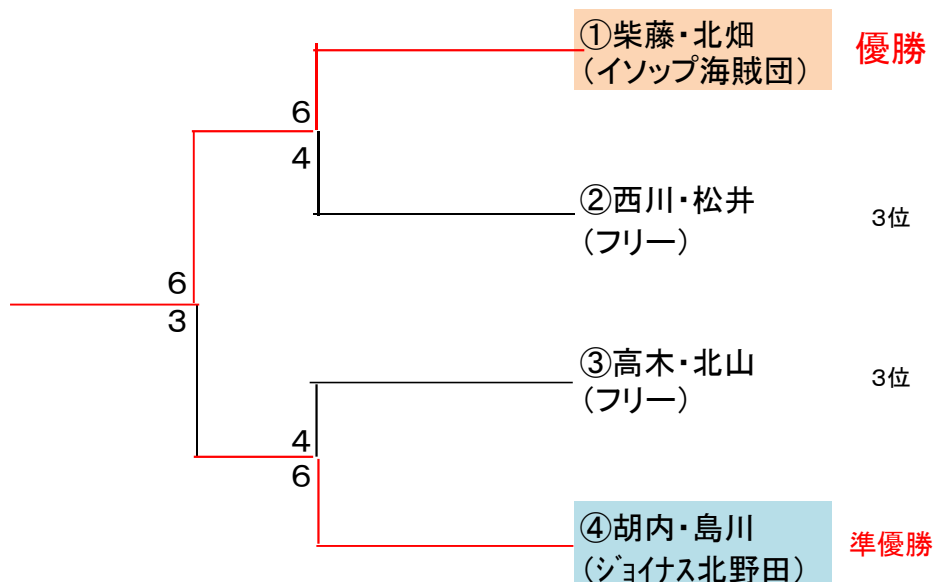 ①柴藤・北畑
(イソップ海賊団)
優勝
6
4
②西川・松井
(フリー)
3位
6
3
③高木・北山
(フリー)
3位
4
6
④胡内・島川
(ジョイナス北野田)
準優勝